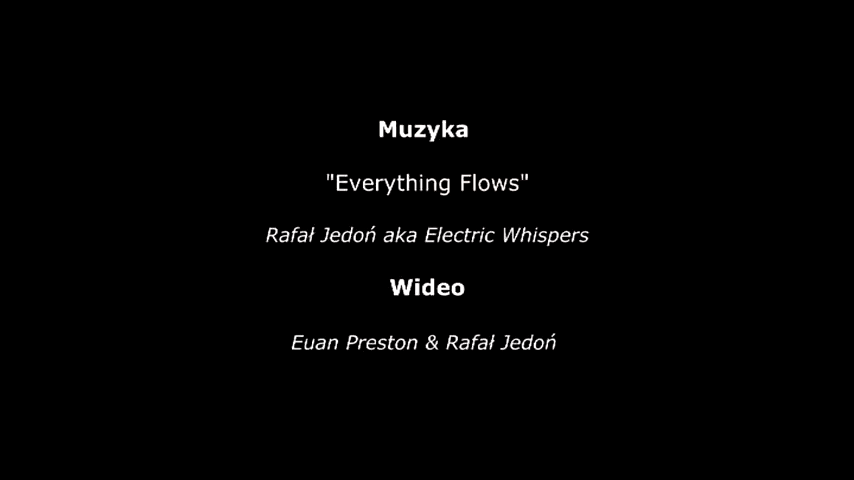 Muzyka
"Everything Flows"
Rafał Jedoń aka Electric Whispers
Wideo
Euan Preston & Rafał Jedoń